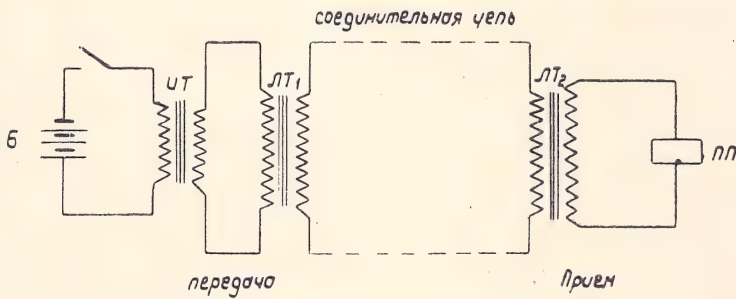 соединительная цепь
ИТ
ЛТ1
ЛТ2
Б
ПП
передача
Прием